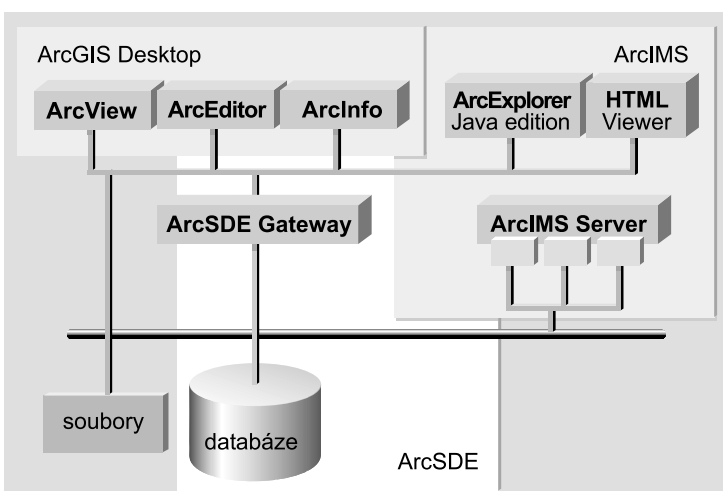 ArcGIS Desktop
ArcIMS
ArcView
ArcEditor
ArcInfo
ArcExplorer
Java edition
HTML
Viewer
ArcSDE Gateway
ArcIMS Server
soubory
databáze
ArcSDE